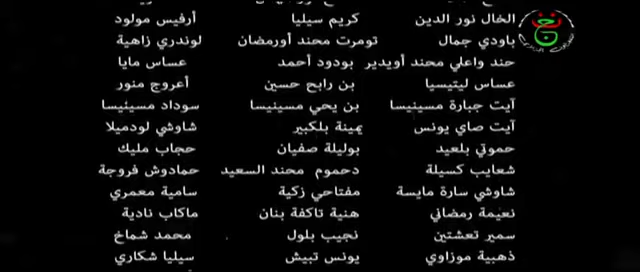 الخال نور الدين كريم سيليا أرفيس مولود
باودي جمال تومرت محند أورمضان لوندري زاهية
حند واعلي محند أويدير بودود أحمد عساس مايا
عساس ليتيسيا بن رابح حسين أعروج منور
آيت جبارة مسينيسا بن يحي مسينيسا سوداد مسينيسا
آيت صاي يونس يمينة بلكبير شاوشي لودميلا
حموتي بلعيد بوليلة صفيان حجاب مليك
شعايب كسيلة دحموم محند السعيد حمادوش فروجة
شاوشي سارة مايسة مفتاحي زكية سامية معمري
نعيمة رمضاني هنية تاكفة بنان ماكاب نادية
سمير تعشتين نجيب بلول محمد شماخ
ذهبية موزاوي يونس تبيش سيليا شكاري